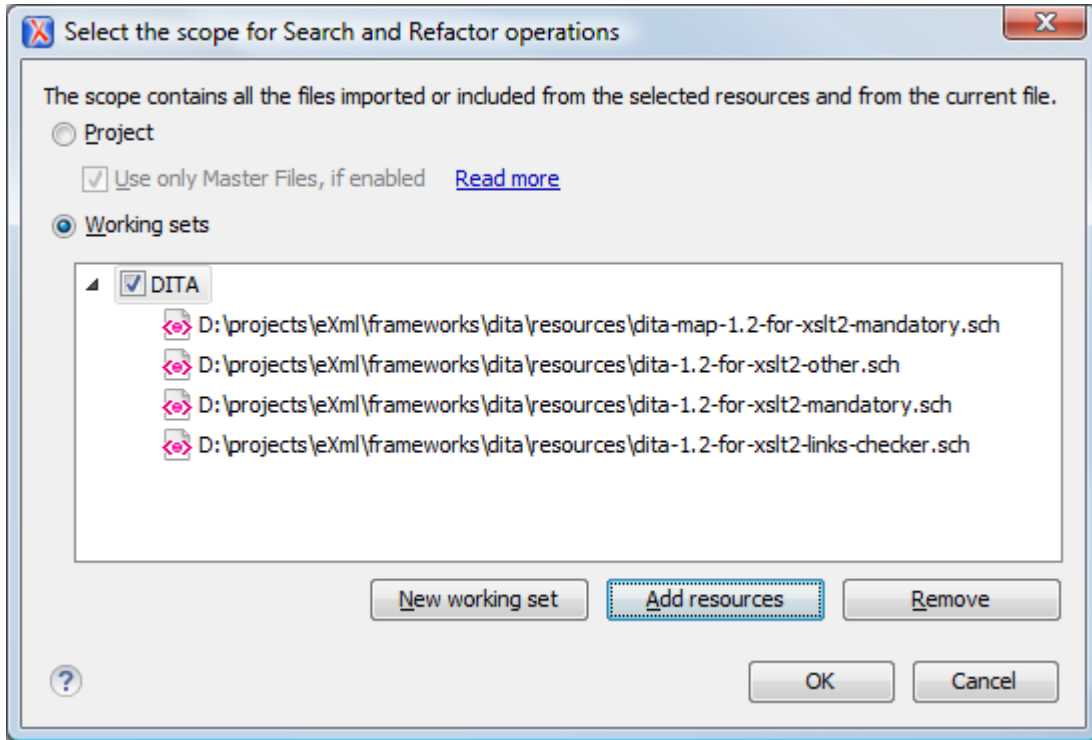 Select the scope for Search and Refactor operations
The scope contains all the files imported or included from the selected resources and from the current file.
Project
Use only Master Files, if enabled Read more
Working sets
DITA
D:\projects\eXml\frameworks\dita\resources\dita-map-1.2-for-xslt2-mandatory.sch
D:\projects\eXml\frameworks\dita\resources\dita-1.2-for-xslt2-other.sch
D:\projects\eXml\frameworks\dita\resources\dita-1.2-for-xslt2-mandatory.sch
D:\projects\eXml\frameworks\dita\resources\dita-1.2-for-xslt2-links-checker.sch
New working set Add resources Remove
? OK Cancel